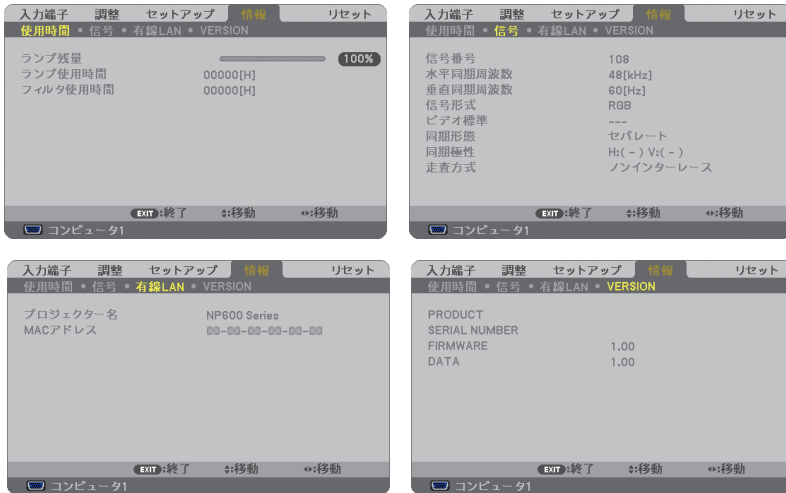 入力端子 調整 セットアップ 情報 リセット
使用時間 • 信号 • 有線LAN • VERSION
ランプ残量 100%
ランプ使用時間 00000[H]
フィルタ使用時間 00000[H]
EXIT:終了 :移動 :移動
コンピュータ1
入力端子 調整 セットアップ 情報 リセット
使用時間 • 信号 • 有線LAN • VERSION
信号番号 108
水平同期周波数 48[kHz]
垂直同期周波数 60[Hz]
信号形式 RGB
ビデオ標準 ---
同期形態 セパレート
同期極性 H:( - ) V:( - )
走査方式 ノンインターレース
EXIT:終了 :移動 :移動
コンピュータ1
入力端子 調整 セットアップ 情報 リセット
使用時間 • 信号 • 有線LAN • VERSION
プロジェクター名 NP600 Series
MACアドレス 00-00-00-00-00-00
EXIT:終了 :移動 :移動
コンピュータ1
入力端子 調整 セットアップ 情報 リセット
使用時間 • 信号 • 有線LAN • VERSION
PRODUCT
SERIAL NUMBER
FIRMWARE 1.00
DATA 1.00
EXIT:終了 :移動 :移動
コンピュータ1